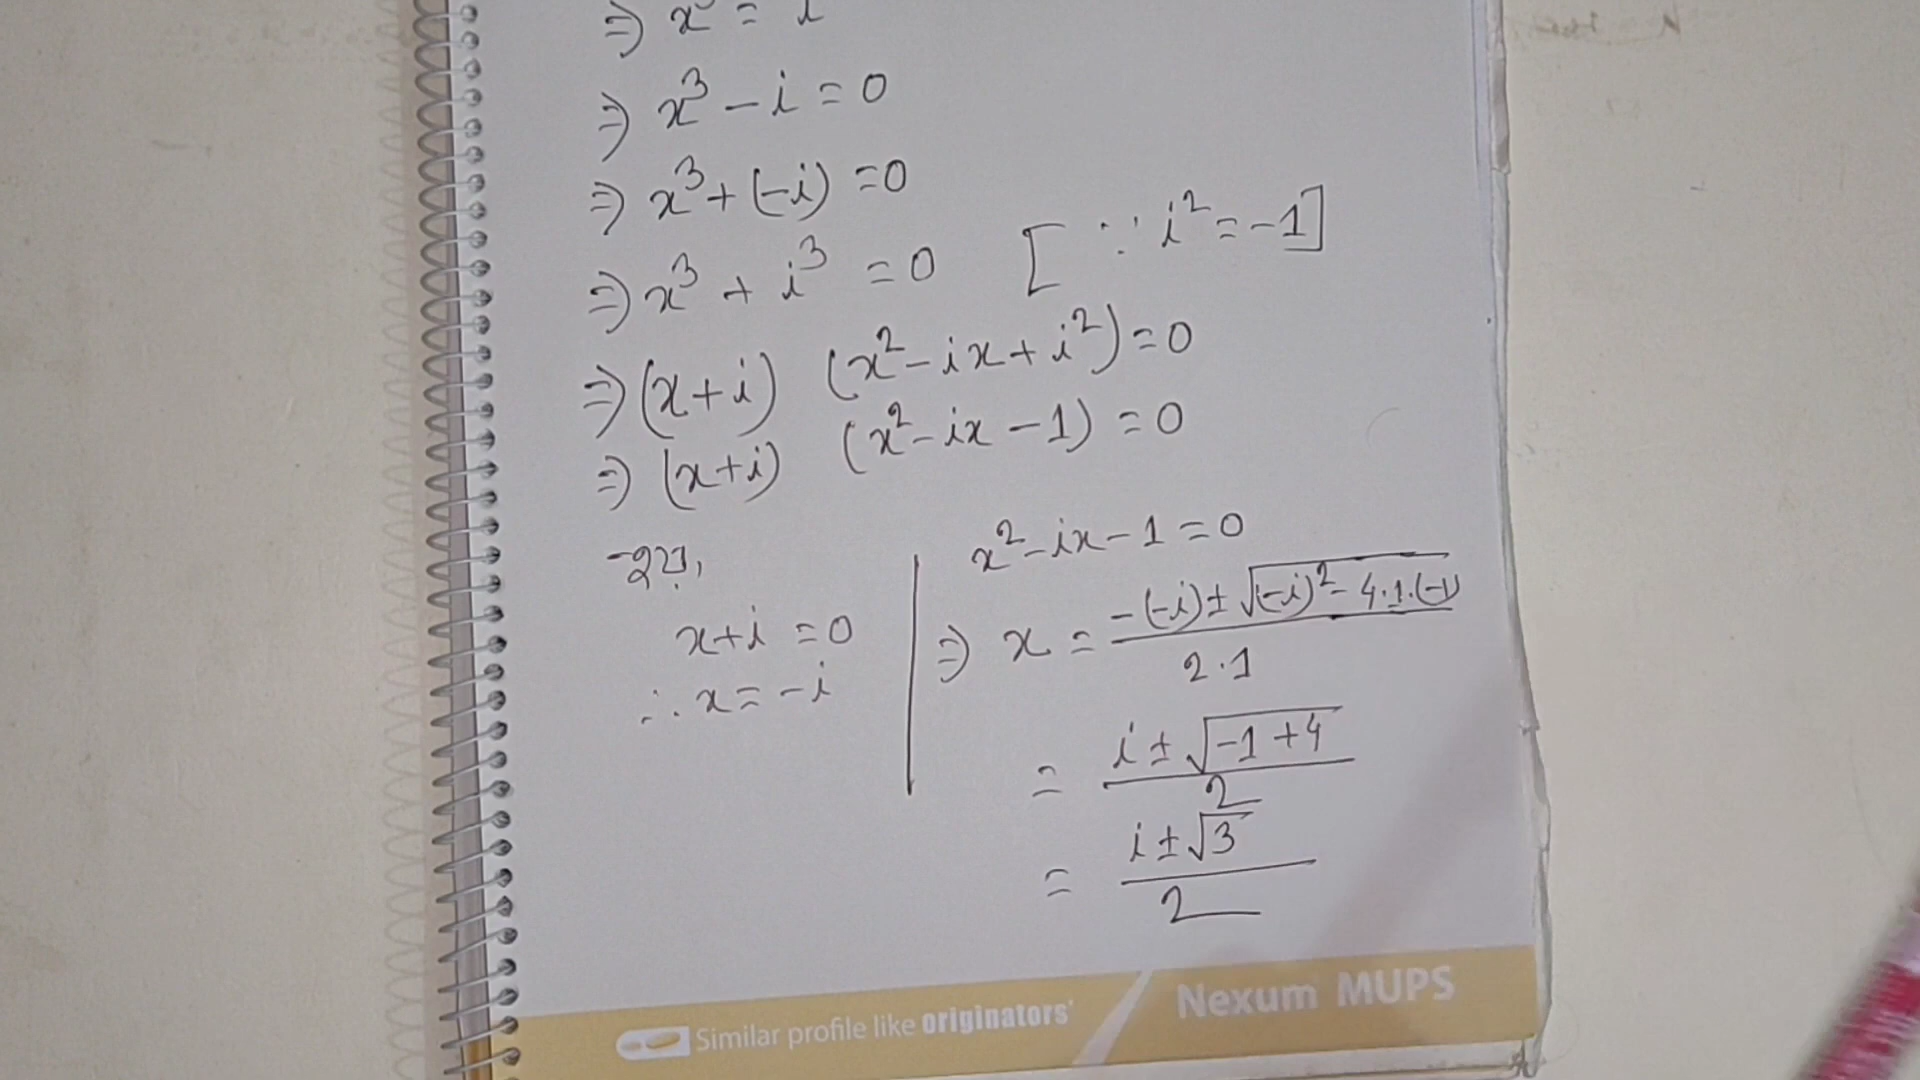 ⇒ x³ = i
⇒ x³ − i = 0
⇒ x³ + (−i) = 0
⇒ x³ + i³ = 0 [∵ i² = −1]
⇒ (x+i) (x² − ix + i²) = 0
⇒ (x+i) (x² − ix − 1) = 0
হয়,
x+i = 0
∴ x = −i
x² − ix − 1 = 0
⇒ x = (−(−i) ± √((−i)² − 4·1·(−1))) / (2·1)
= (i ± √(−1+4)) / 2
= (i ± √3) / 2
Similar profile like originators'
Nexum MUPS